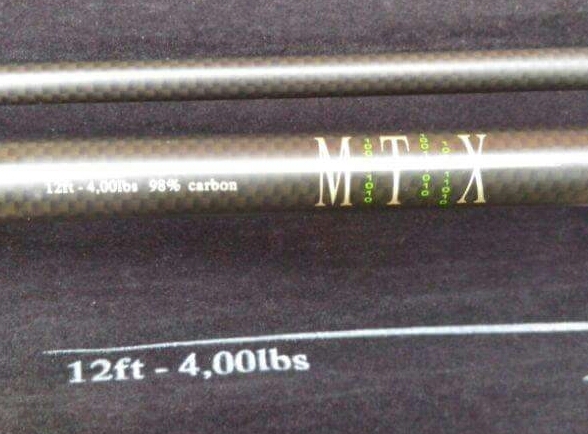 12ft - 4,00lbs 98% carbon MTX
12ft - 4,00lbs